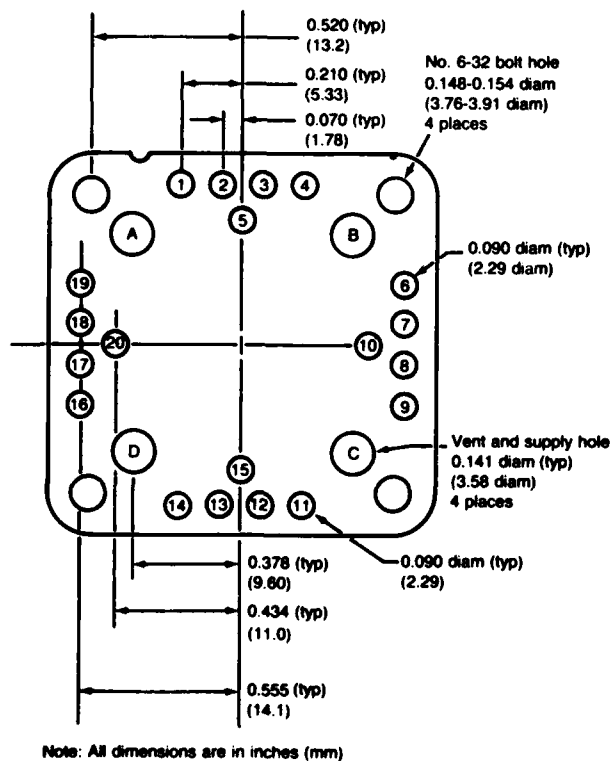 0.520 (typ)
(13.2)
0.210 (typ)
(5.33)
0.070 (typ)
(1.78)
No. 6-32 bolt hole
0.148-0.154 diam
(3.76-3.91 diam)
4 places
1 2 3 4
5
A B
0.090 diam (typ)
(2.29 diam)
19 6
18 7
20 10
17 8
16 9
D C
Vent and supply hole
0.141 diam (typ)
(3.58 diam)
4 places
15
14 13 12 11
0.378 (typ)
(9.60)
0.090 diam (typ)
(2.29)
0.434 (typ)
(11.0)
0.555 (typ)
(14.1)
Note: All dimensions are in inches (mm)